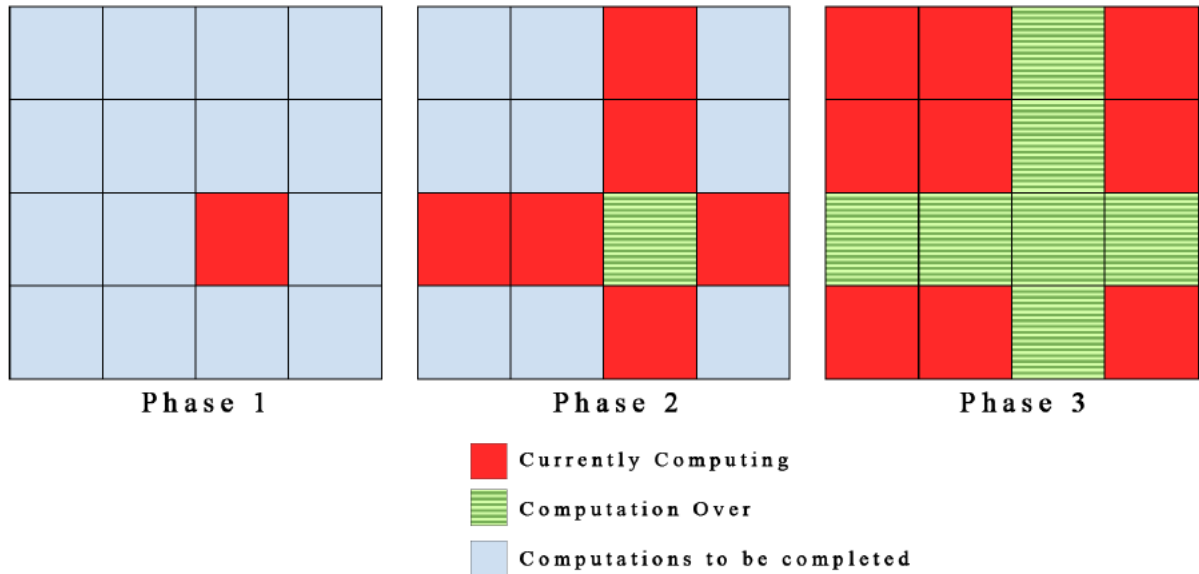 Phase 1
Phase 2
Phase 3
Currently Computing
Computation Over
Computations to be completed